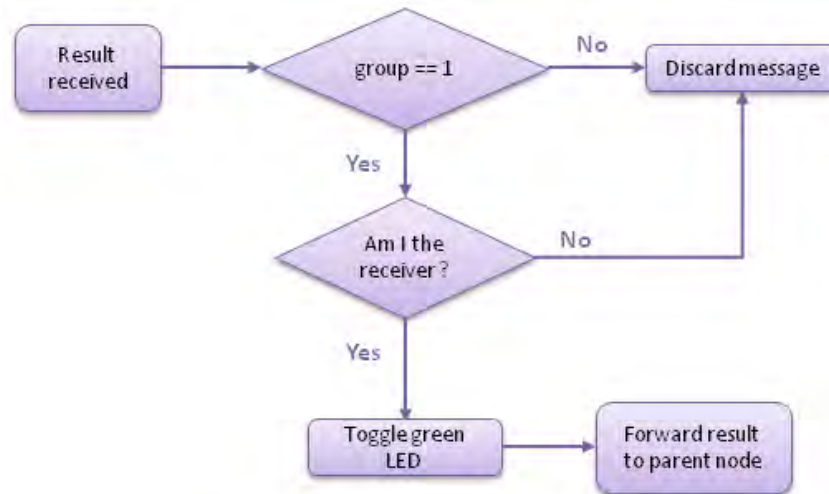 Result
received
group == 1
No
Discard message
Yes
Am I the
receiver ?
No
Yes
Toggle green
LED
Forward result
to parent node